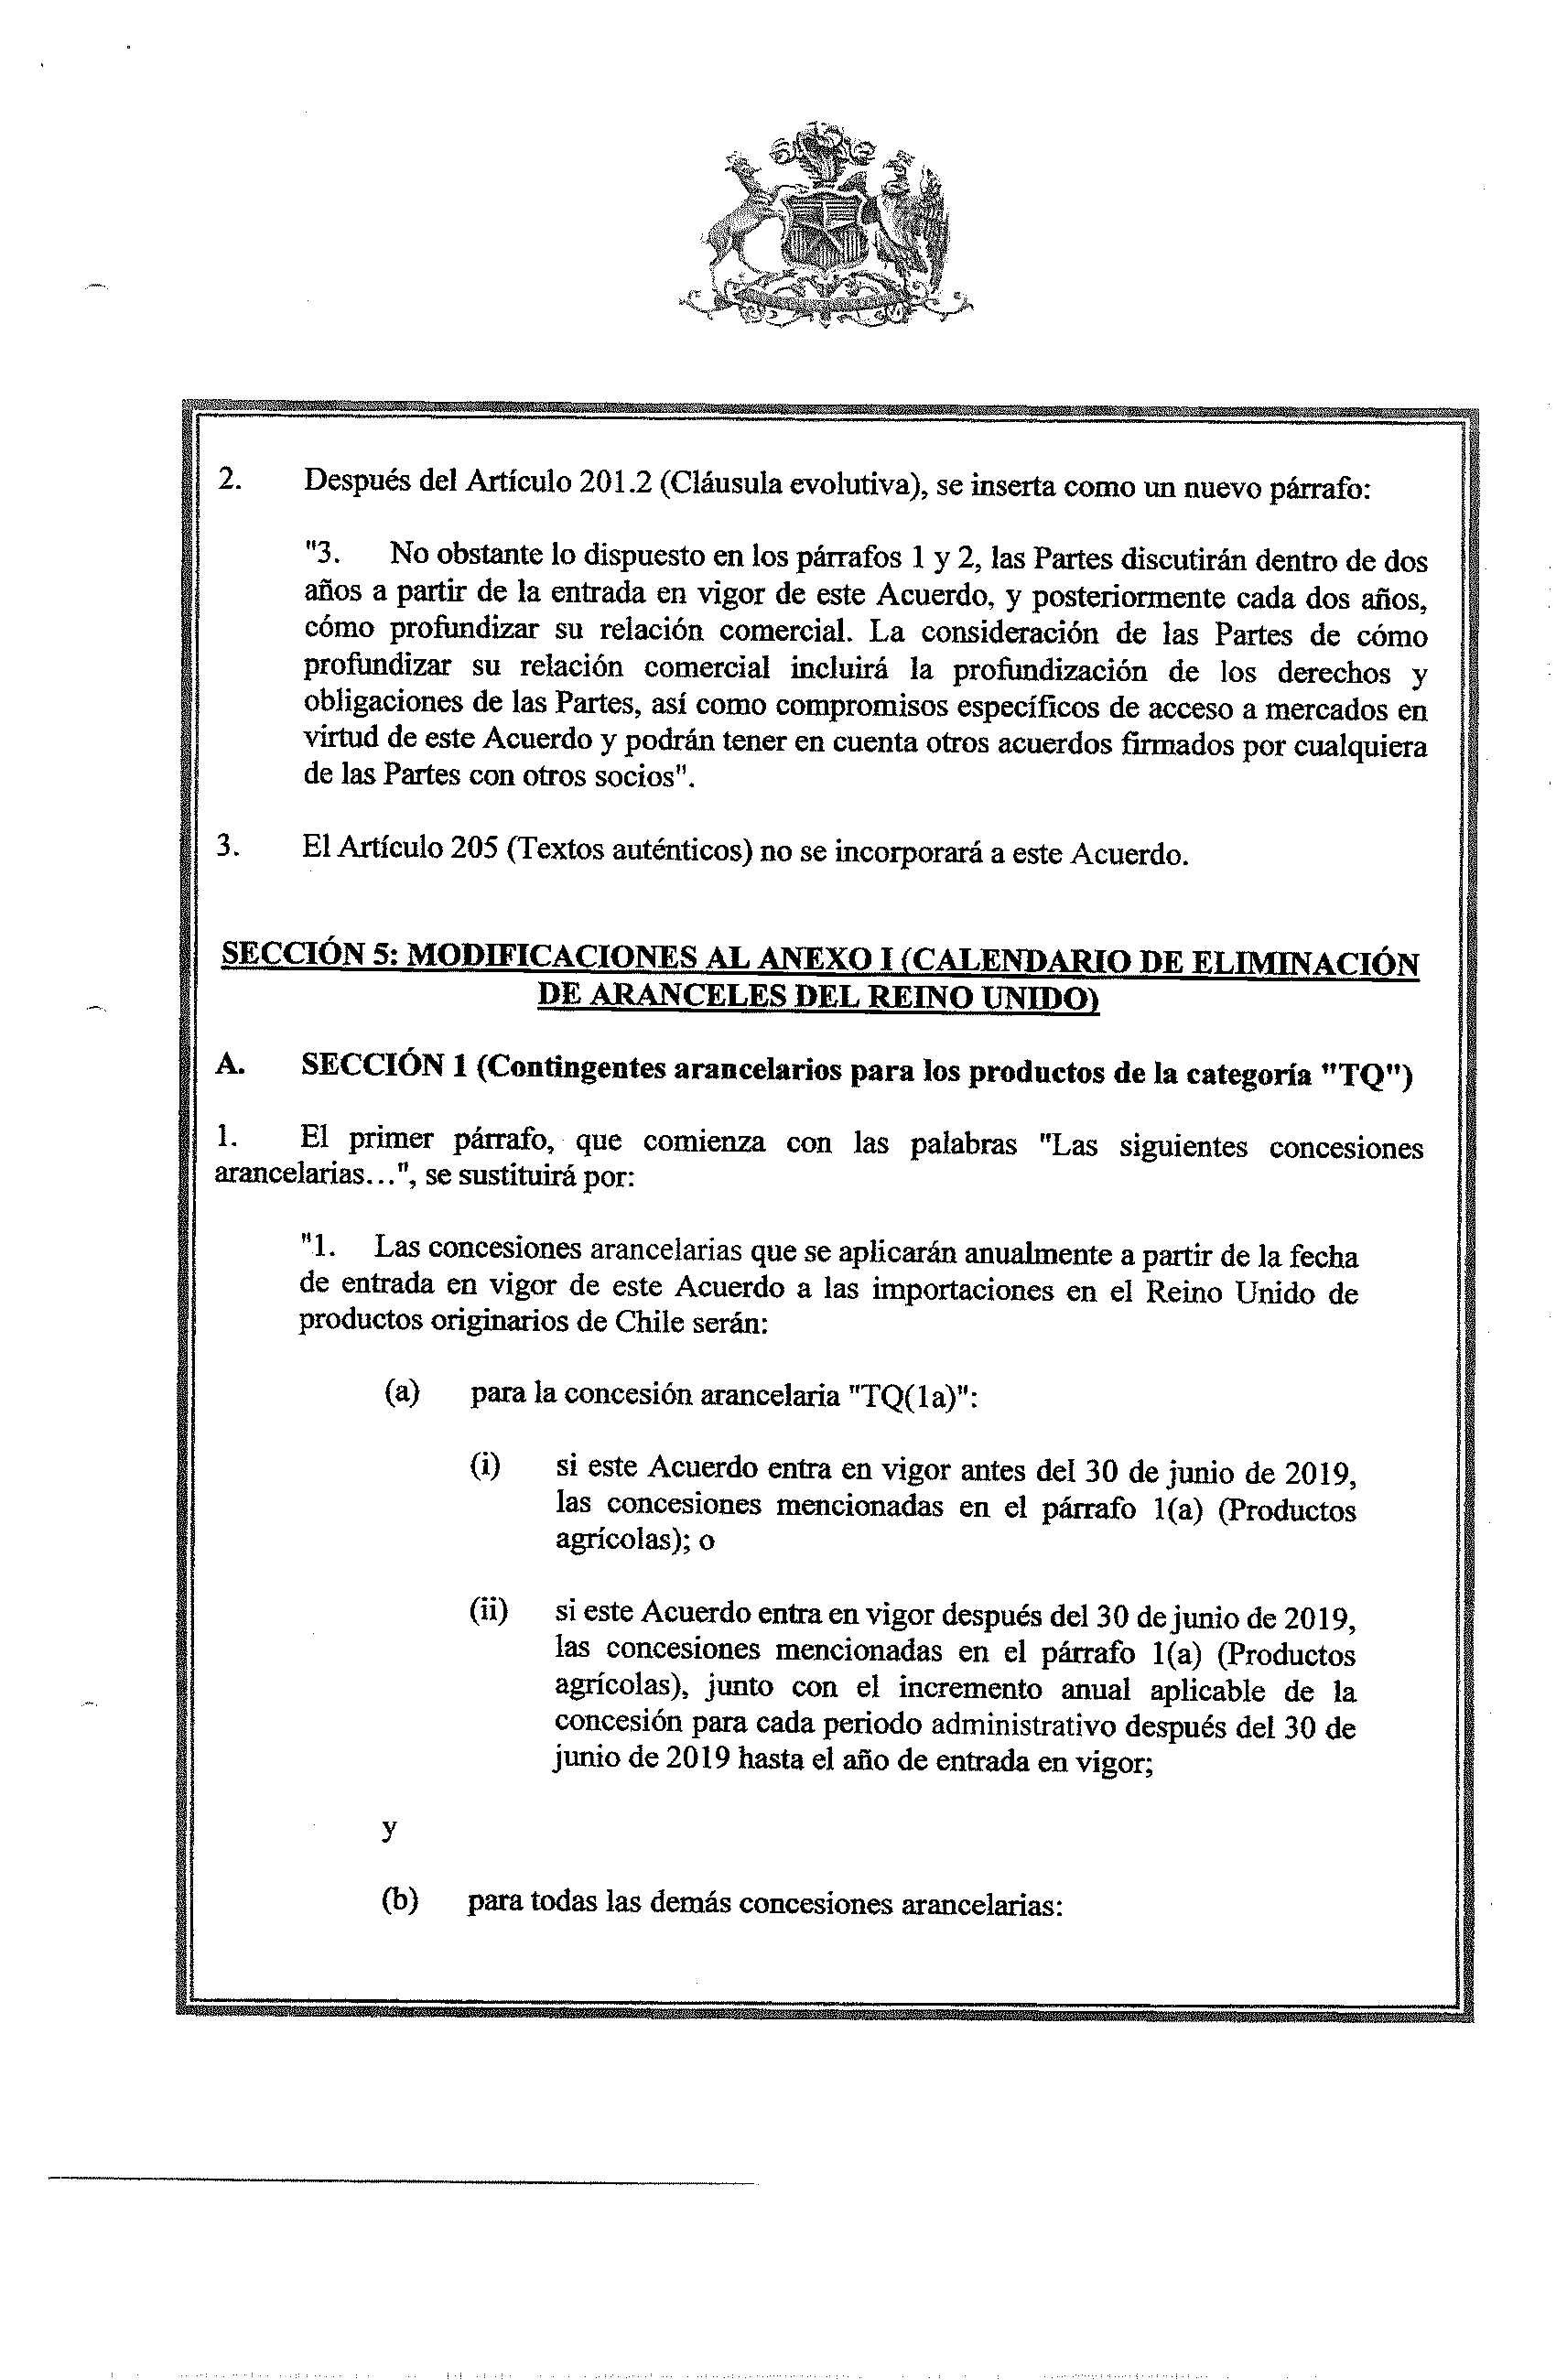 2. Después del Artículo 201.2 (Cláusula evolutiva), se inserta como un nuevo párrafo:
"3. No obstante lo dispuesto en los párrafos 1 y 2, las Partes discutirán dentro de dos
años a partir de la entrada en vigor de este Acuerdo, y posteriormente cada dos años,
cómo profundizar su relación comercial. La consideración de las Partes de cómo
profundizar su relación comercial incluirá la profundización de los derechos y
obligaciones de las Partes, así como compromisos específicos de acceso a mercados en
virtud de este Acuerdo y podrán tener en cuenta otros acuerdos firmados por cualquiera
de las Partes con otros socios".
3. El Artículo 205 (Textos auténticos) no se incorporará a este Acuerdo.
SECCIÓN 5: MODIFICACIONES AL ANEXO I (CALENDARIO DE ELIMINACIÓN
DE ARANCELES DEL REINO UNIDO)
A. SECCIÓN 1 (Contingentes arancelarios para los productos de la categoría "TQ")
1. El primer párrafo, que comienza con las palabras "Las siguientes concesiones
arancelarias...", se sustituirá por:
"1. Las concesiones arancelarias que se aplicarán anualmente a partir de la fecha
de entrada en vigor de este Acuerdo a las importaciones en el Reino Unido de
productos originarios de Chile serán:
(a) para la concesión arancelaria "TQ(1a)":
(i) si este Acuerdo entra en vigor antes del 30 de junio de 2019,
las concesiones mencionadas en el párrafo 1(a) (Productos
agrícolas); o
(ii) si este Acuerdo entra en vigor después del 30 de junio de 2019,
las concesiones mencionadas en el párrafo 1(a) (Productos
agrícolas), junto con el incremento anual aplicable de la
concesión para cada periodo administrativo después del 30 de
junio de 2019 hasta el año de entrada en vigor;
y
(b) para todas las demás concesiones arancelarias: